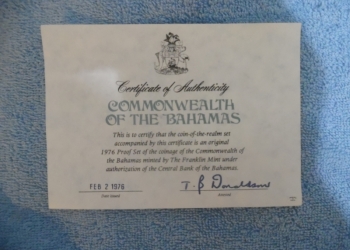 Certificate of Authenticity
COMMONWEALTH
OF THE BAHAMAS
This is to certify that the coin-of-the-realm set
accompanied by this certificate is an original
1976 Proof Set of the coinage of the Commonwealth of
the Bahamas minted by The Franklin Mint under
authorization of the Central Bank of the Bahamas.
FEB 2 1976
T. B. Donaldson